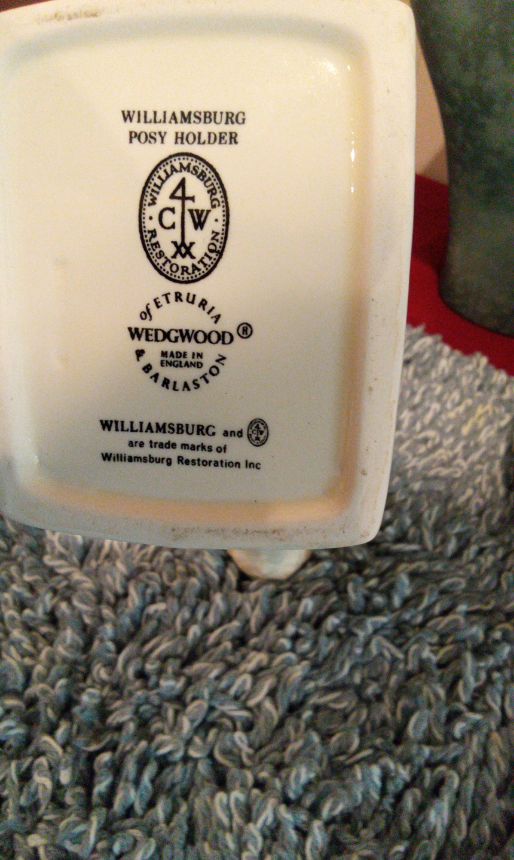 WILLIAMSBURG
POSY HOLDER
WILLIAMSBURG
4
C W
RESTORATION
of ETRURIA
WEDGWOOD ®
MADE IN
ENGLAND
& BARLASTON
WILLIAMSBURG and
are trade marks of
Williamsburg Restoration Inc